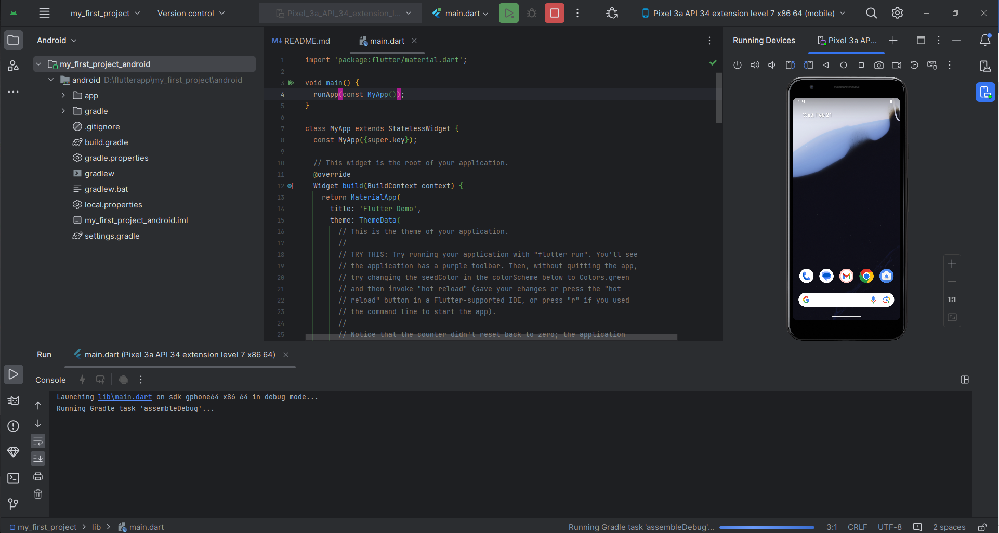 my_first_project
Version control
Pixel_3a_API_34_extension_l...
main.dart
Pixel 3a API 34 extension level 7 x86 64 (mobile)
Android
my_first_project_android
android D:\flutterapp\my_first_project\android
app
gradle
.gitignore
build.gradle
gradle.properties
gradlew
gradlew.bat
local.properties
my_first_project_android.iml
settings.gradle
M↓ README.md
main.dart
1 import 'package:flutter/material.dart';
2
3 void main() {
4 runApp(const MyApp());
5 }
6
7 class MyApp extends StatelessWidget {
8 const MyApp({super.key});
9
10 // This widget is the root of your application.
11 @override
12 Widget build(BuildContext context) {
13 return MaterialApp(
14 title: 'Flutter Demo',
15 theme: ThemeData(
16 // This is the theme of your application.
17 //
18 // TRY THIS: Try running your application with "flutter run". You'll see
19 // the application has a purple toolbar. Then, without quitting the app,
20 // try changing the seedColor in the colorScheme below to Colors.green
21 // and then invoke "hot reload" (save your changes or press the "hot
22 // reload" button in a Flutter-supported IDE, or press "r" if you used
23 // the command line to start the app).
24 //
25 // Notice that the counter didn't reset back to zero; the application
Running Devices
Pixel 3a AP...
Wed, Feb 21
1:1
Run
main.dart (Pixel 3a API 34 extension level 7 x86 64)
Console
Launching lib\main.dart on sdk gphone64 x86 64 in debug mode...
Running Gradle task 'assembleDebug'...
my_first_project > lib > main.dart
Running Gradle task 'assembleDebug'...
3:1
CRLF
UTF-8
2 spaces